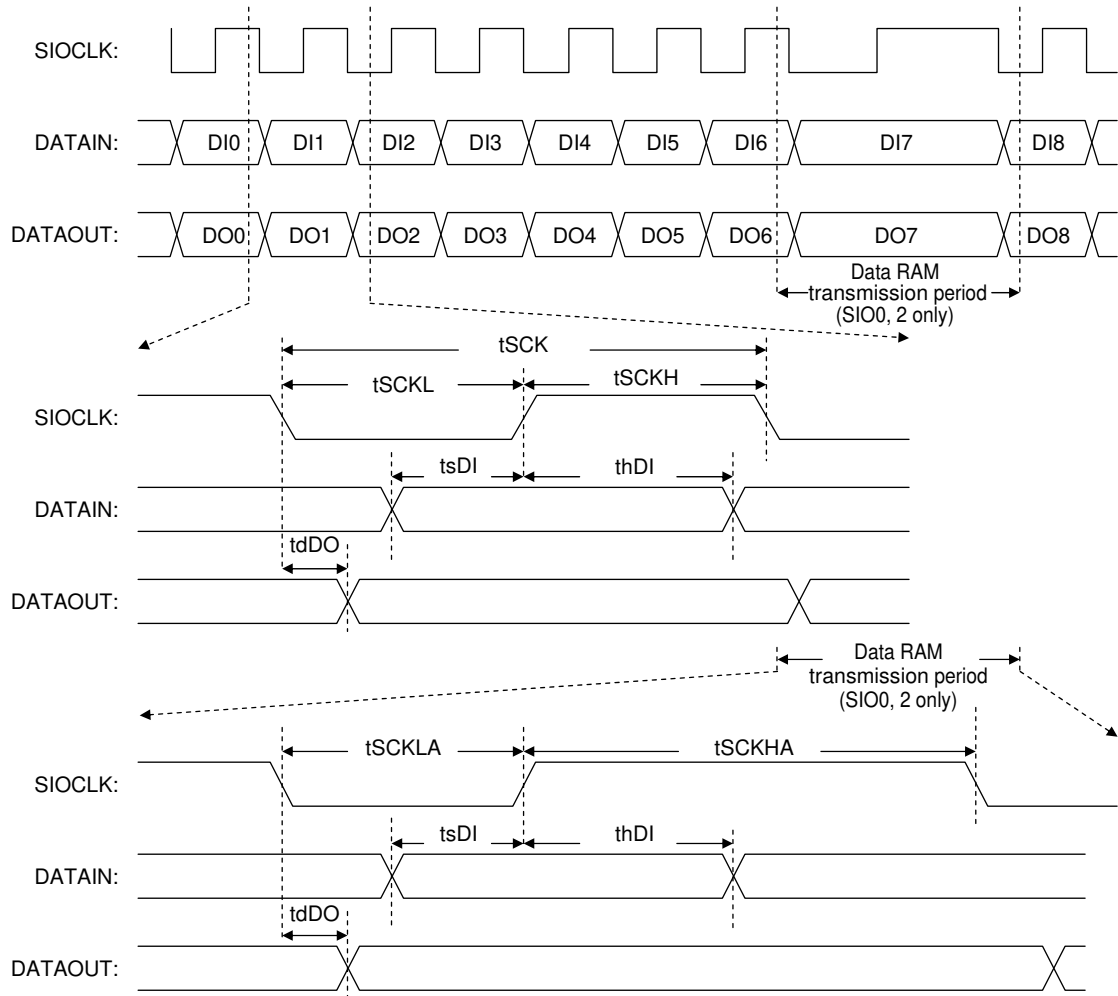 SIOCLK:
DATAIN: DI0 DI1 DI2 DI3 DI4 DI5 DI6 DI7 DI8
DATAOUT: DO0 DO1 DO2 DO3 DO4 DO5 DO6 DO7 DO8
Data RAM
transmission period
(SIO0, 2 only)
tSCK
tSCKL tSCKH
SIOCLK:
tsDI thDI
DATAIN:
tdDO
DATAOUT:
Data RAM
transmission period
(SIO0, 2 only)
tSCKLA tSCKHA
SIOCLK:
tsDI thDI
DATAIN:
tdDO
DATAOUT: